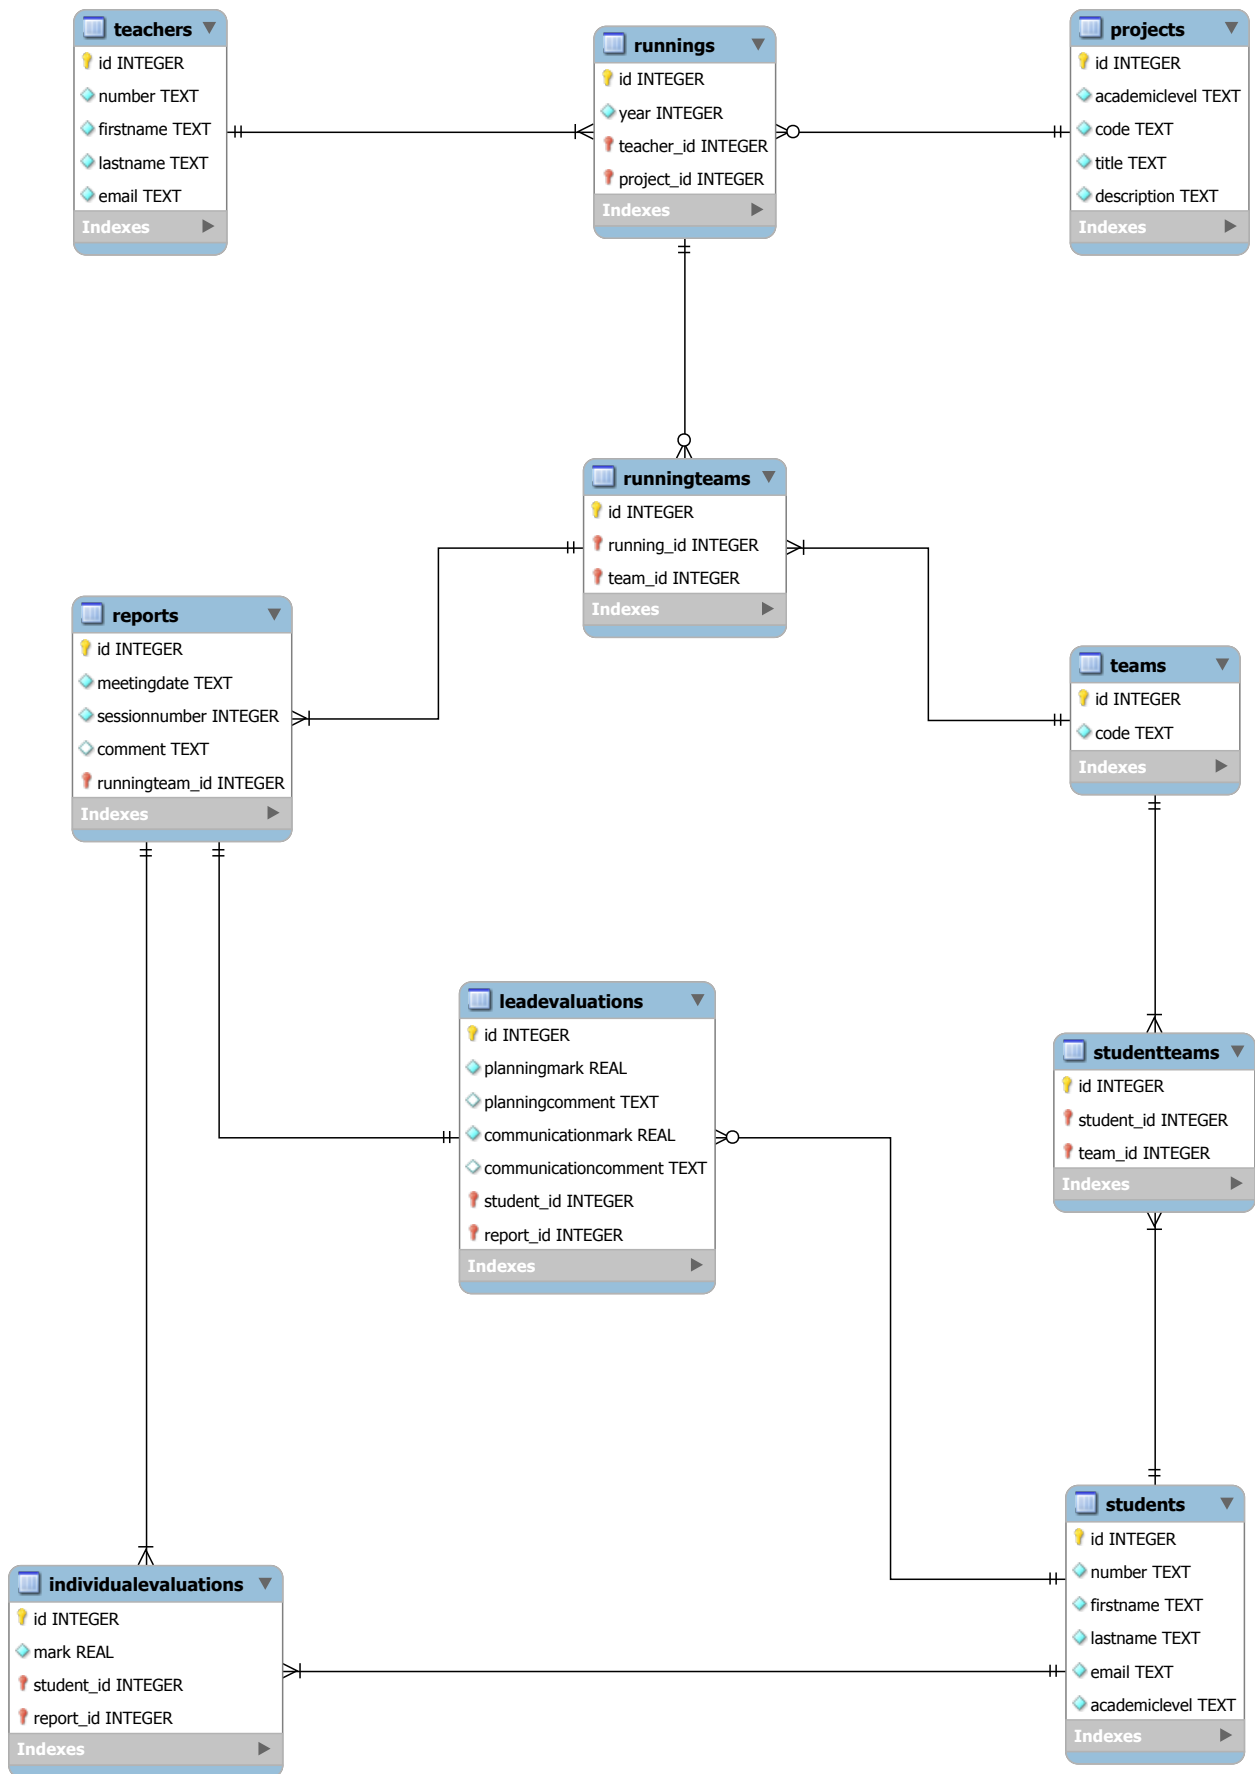 teachers
id INTEGER
number TEXT
firstname TEXT
lastname TEXT
email TEXT
Indexes
runnings
id INTEGER
year INTEGER
teacher_id INTEGER
project_id INTEGER
Indexes
projects
id INTEGER
academiclevel TEXT
code TEXT
title TEXT
description TEXT
Indexes
runningteams
id INTEGER
running_id INTEGER
team_id INTEGER
Indexes
reports
id INTEGER
meetingdate TEXT
sessionnumber INTEGER
comment TEXT
runningteam_id INTEGER
Indexes
teams
id INTEGER
code TEXT
Indexes
leadevaluations
id INTEGER
planningmark REAL
planningcomment TEXT
communicationmark REAL
communicationcomment TEXT
student_id INTEGER
report_id INTEGER
Indexes
studentteams
id INTEGER
student_id INTEGER
team_id INTEGER
Indexes
students
id INTEGER
number TEXT
firstname TEXT
lastname TEXT
email TEXT
academiclevel TEXT
Indexes
individualevaluations
id INTEGER
mark REAL
student_id INTEGER
report_id INTEGER
Indexes